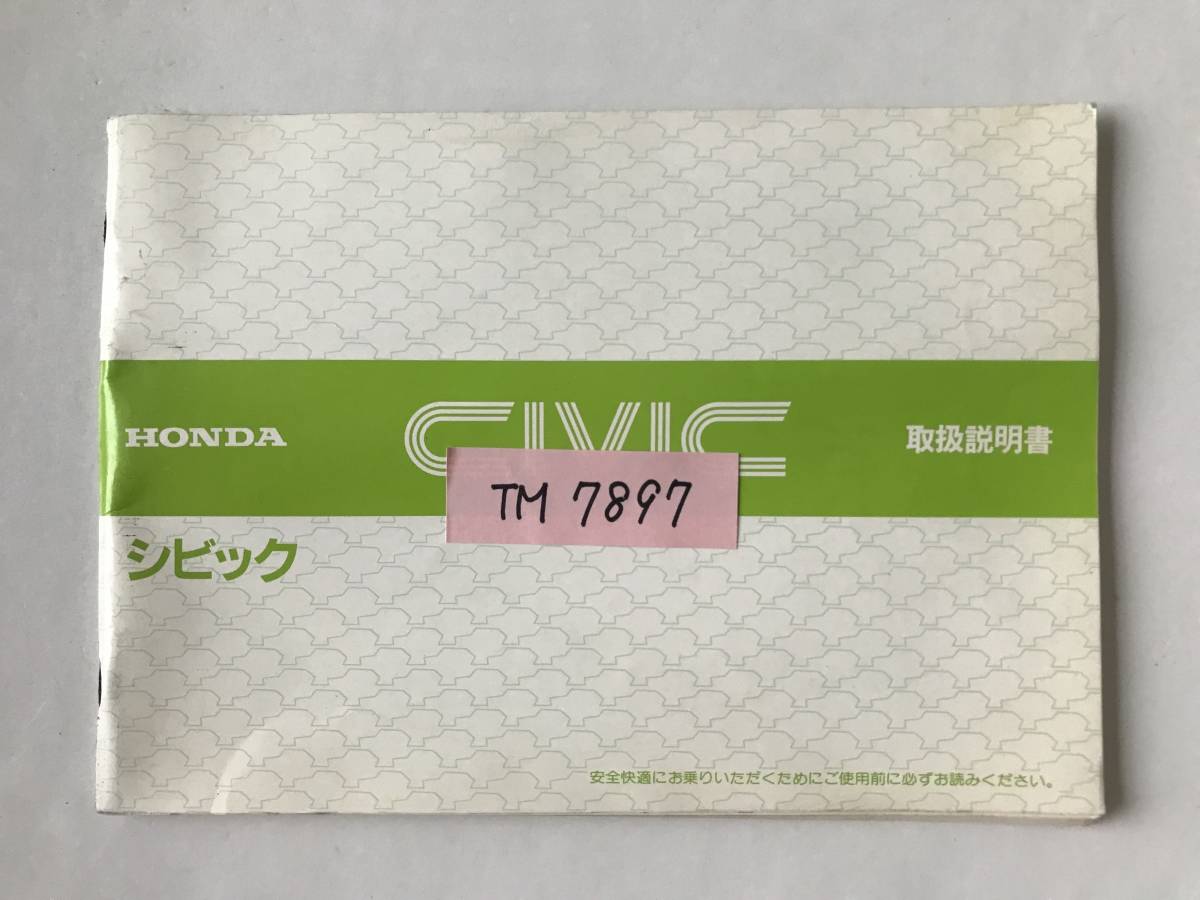 HONDA
CIVIC
取扱説明書
TM 7897
シビック
安全快適にお乗りいただくためにご使用前に必ずお読みください。